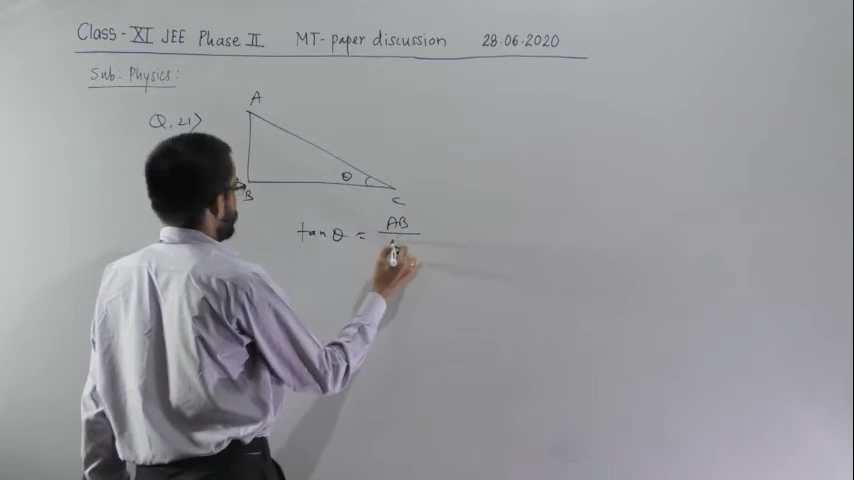 Class - XI JEE Phase II MT- paper discussion 28.06.2020
Sub: Physics:
Q. 21>
A
θ
B
C
tan θ = AB